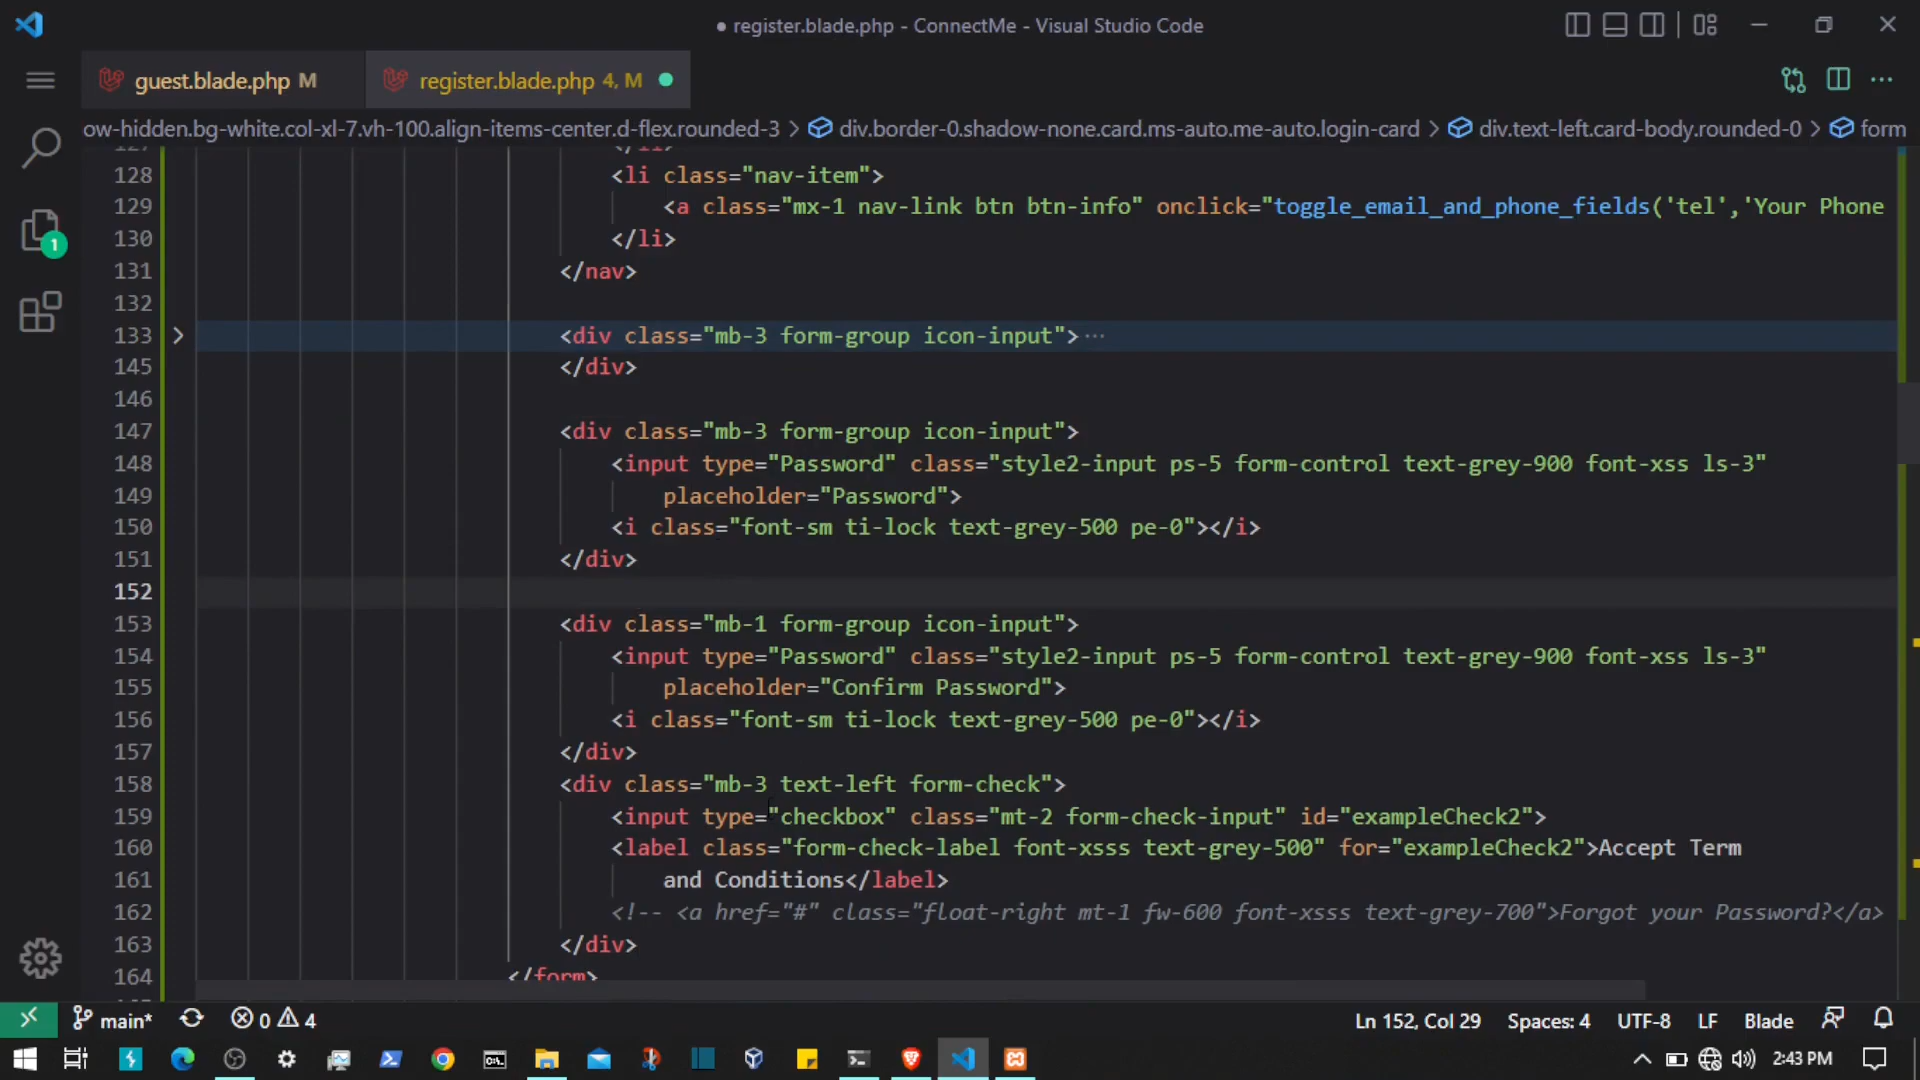 ● register.blade.php - ConnectMe - Visual Studio Code
guest.blade.php M
register.blade.php 4, M
ow-hidden.bg-white.col-xl-7.vh-100.align-items-center.d-flex.rounded-3 > div.border-0.shadow-none.card.ms-auto.me-auto.login-card > div.text-left.card-body.rounded-0 > form
127 </li>
128 <li class="nav-item">
129 <a class="mx-1 nav-link btn btn-info" onclick="toggle_email_and_phone_fields('tel','Your Phone
130 </li>
131 </nav>
132
133 <div class="mb-3 form-group icon-input">···
145 </div>
146
147 <div class="mb-3 form-group icon-input">
148 <input type="Password" class="style2-input ps-5 form-control text-grey-900 font-xss ls-3"
149 placeholder="Password">
150 <i class="font-sm ti-lock text-grey-500 pe-0"></i>
151 </div>
152
153 <div class="mb-1 form-group icon-input">
154 <input type="Password" class="style2-input ps-5 form-control text-grey-900 font-xss ls-3"
155 placeholder="Confirm Password">
156 <i class="font-sm ti-lock text-grey-500 pe-0"></i>
157 </div>
158 <div class="mb-3 text-left form-check">
159 <input type="checkbox" class="mt-2 form-check-input" id="exampleCheck2">
160 <label class="form-check-label font-xsss text-grey-500" for="exampleCheck2">Accept Term
161 and Conditions</label>
162 <!-- <a href="#" class="float-right mt-1 fw-600 font-xsss text-grey-700">Forgot your Password?</a>
163 </div>
164 </form>
1
main* 0 4
Ln 152, Col 29 Spaces: 4 UTF-8 LF Blade
2:43 PM